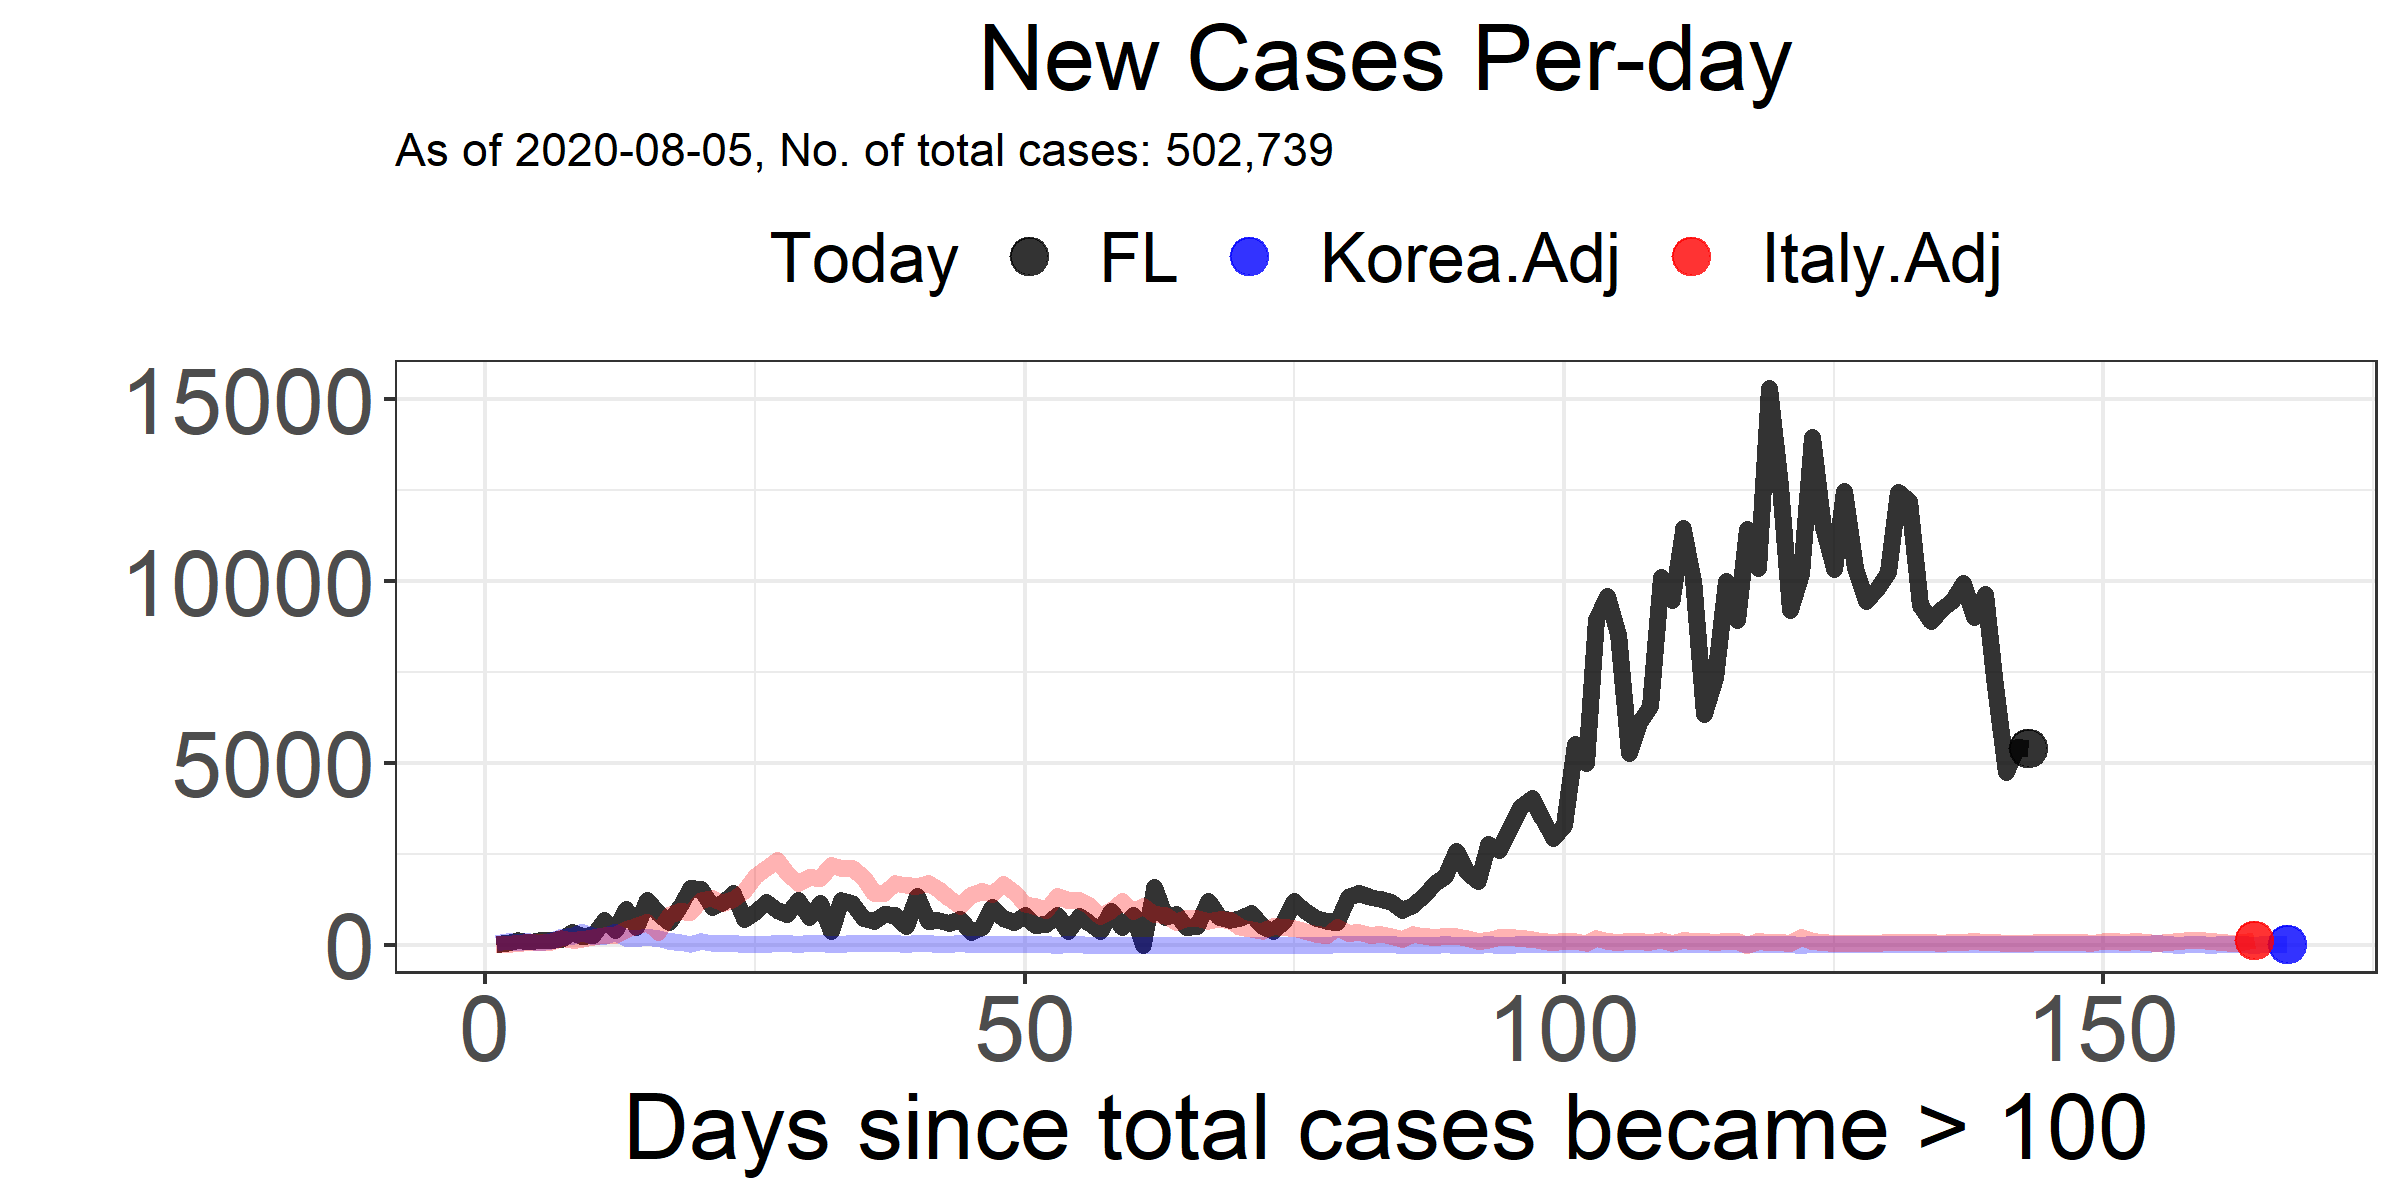 New Cases Per-day
As of 2020-08-05, No. of total cases: 502,739
Today FL Korea.Adj Italy.Adj
15000
10000
5000
0
0 50 100 150
Days since total cases became > 100